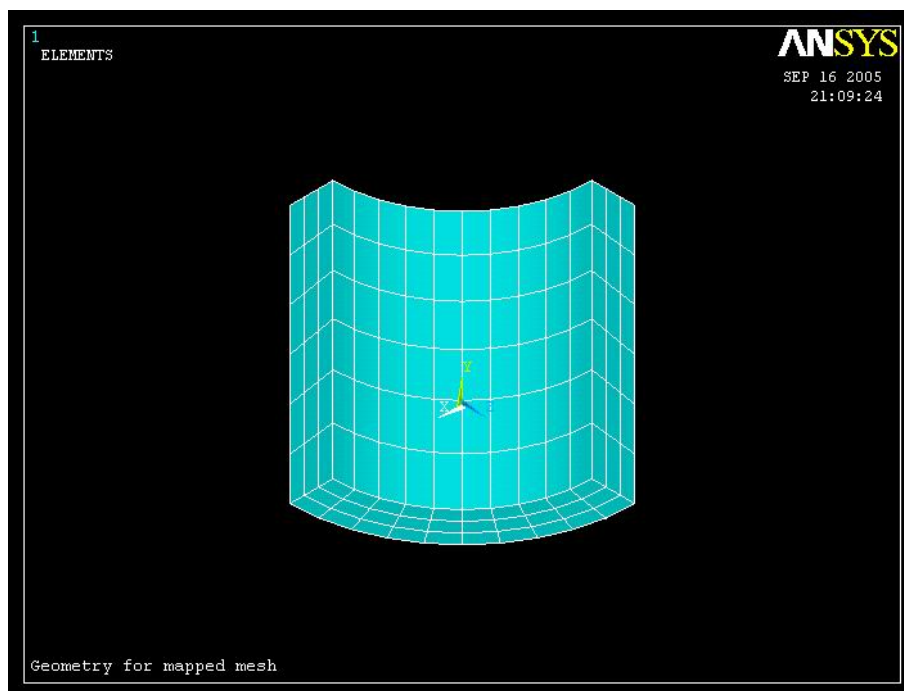 1
ELEMENTS
ANSYS
SEP 16 2005
21:09:24
Y
X
Z
Geometry for mapped mesh